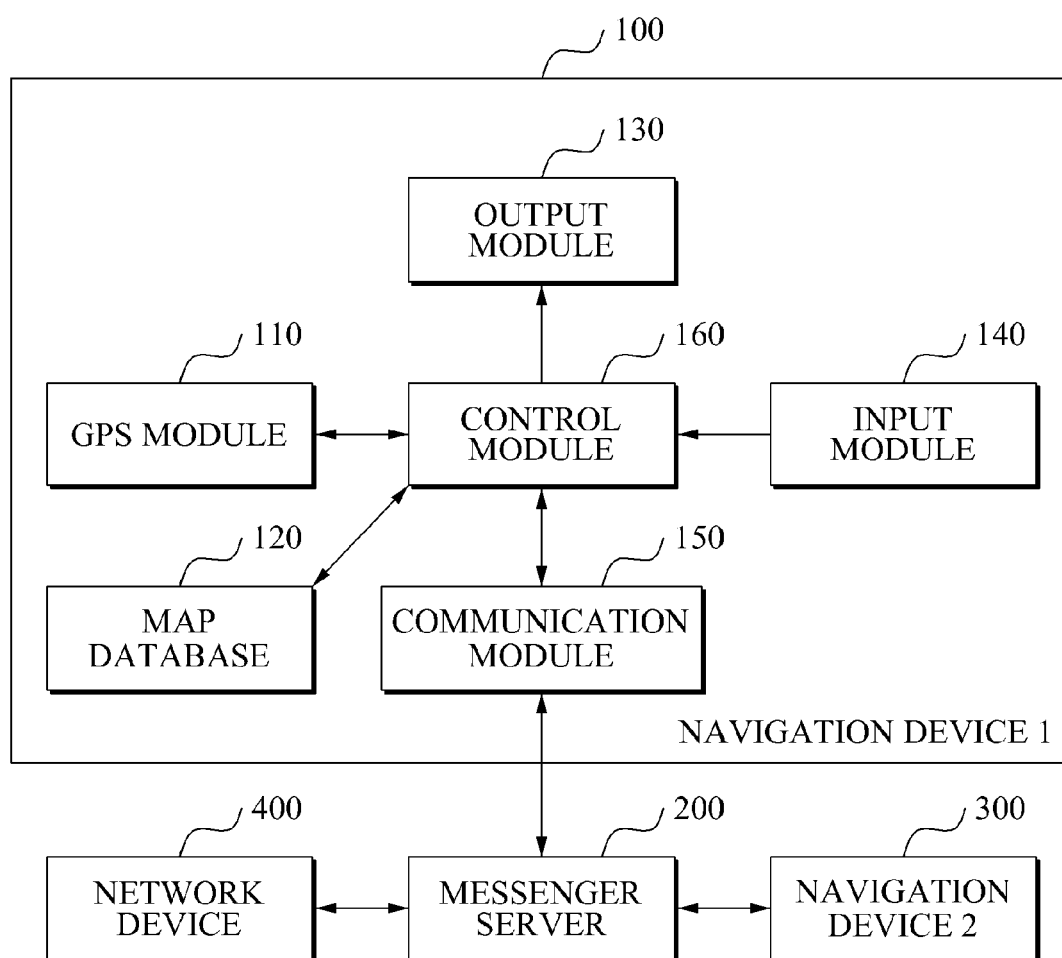 100
130
OUTPUT
MODULE
110
160
140
GPS MODULE
CONTROL
MODULE
INPUT
MODULE
120
150
MAP
DATABASE
COMMUNICATION
MODULE
NAVIGATION DEVICE 1
400
200
300
NETWORK
DEVICE
MESSENGER
SERVER
NAVIGATION
DEVICE 2